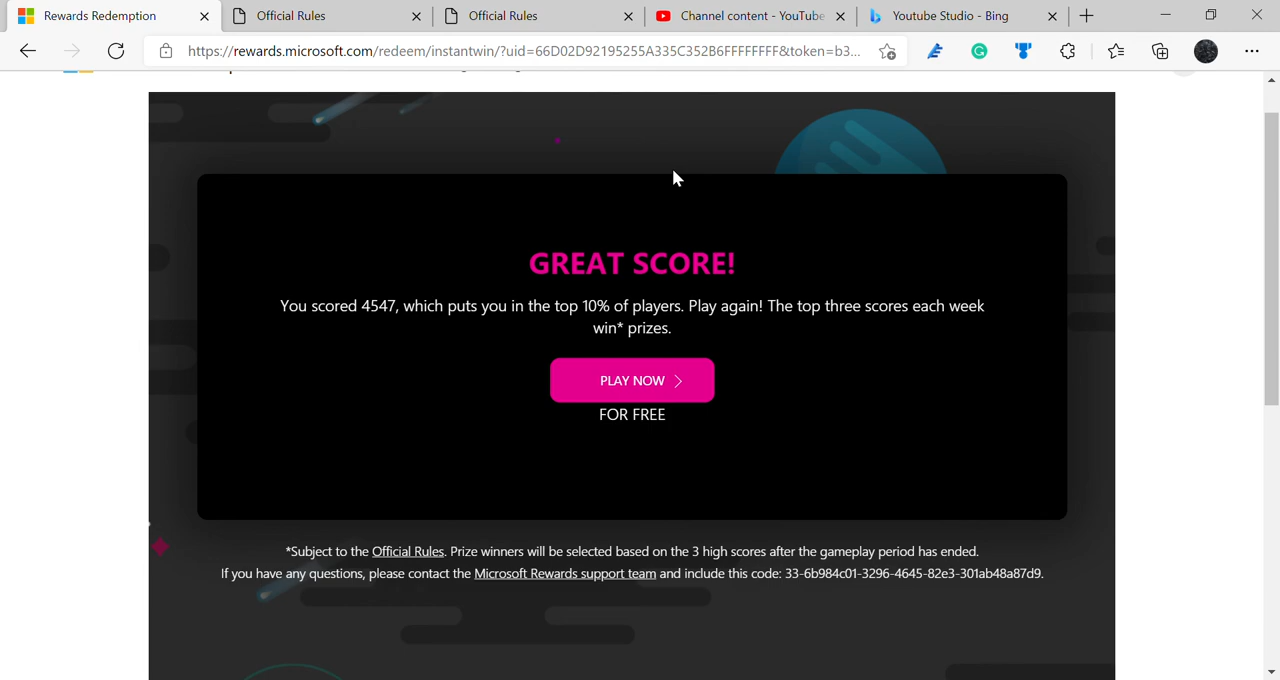 Rewards Redemption
Official Rules
Official Rules
Channel content - YouTube
Youtube Studio - Bing
https://rewards.microsoft.com/redeem/instantwin/?uid=66D02D92195255A335C352B6FFFFFFFF&token=b3...
GREAT SCORE!
You scored 4547, which puts you in the top 10% of players. Play again! The top three scores each week
win* prizes.
PLAY NOW
FOR FREE
*Subject to the Official Rules. Prize winners will be selected based on the 3 high scores after the gameplay period has ended.
If you have any questions, please contact the Microsoft Rewards support team and include this code: 33-6b984c01-3296-4645-82e3-301ab48a87d9.